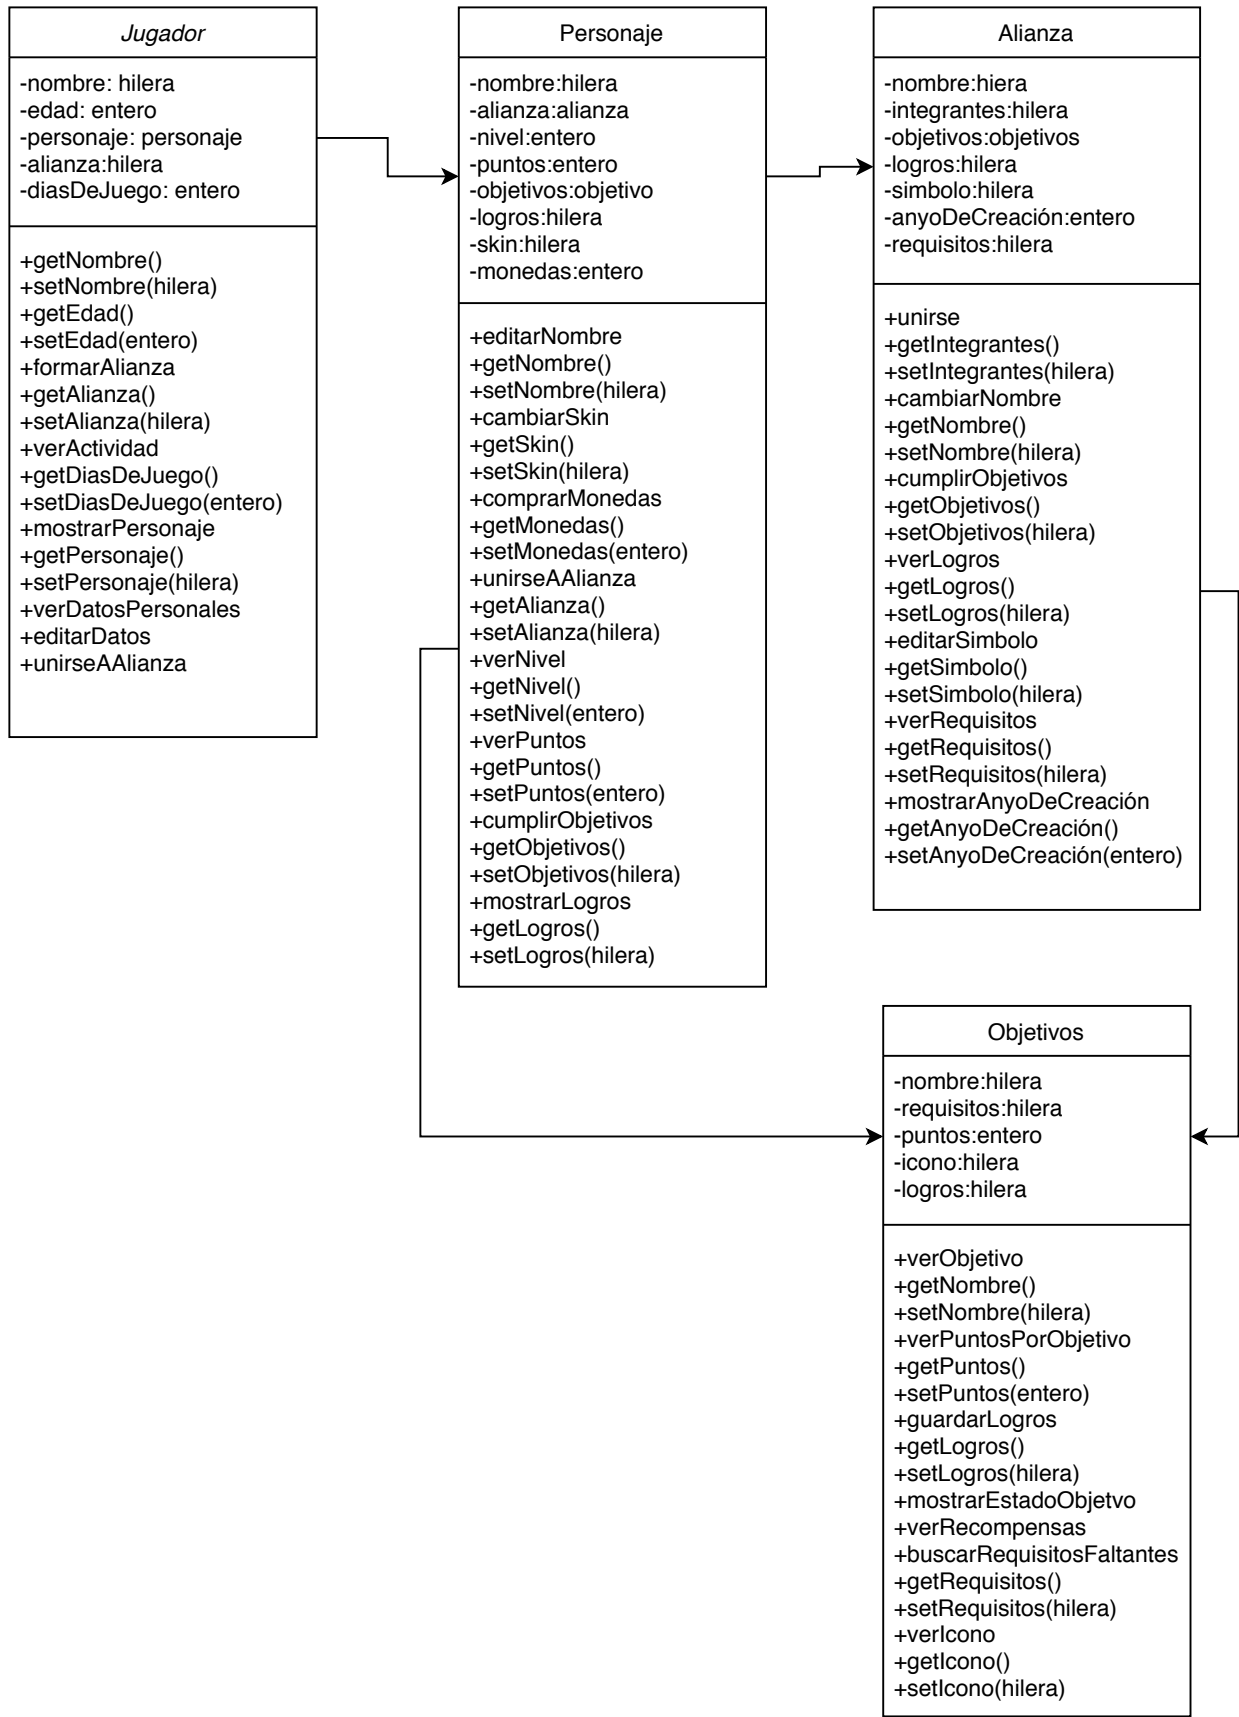 Jugador
-nombre: hilera
-edad: entero
-personaje: personaje
-alianza:hilera
-diasDeJuego: entero
+getNombre()
+setNombre(hilera)
+getEdad()
+setEdad(entero)
+formarAlianza
+getAlianza()
+setAlianza(hilera)
+verActividad
+getDiasDeJuego()
+setDiasDeJuego(entero)
+mostrarPersonaje
+getPersonaje()
+setPersonaje(hilera)
+verDatosPersonales
+editarDatos
+unirseAAlianza
Personaje
-nombre:hilera
-alianza:alianza
-nivel:entero
-puntos:entero
-objetivos:objetivo
-logros:hilera
-skin:hilera
-monedas:entero
+editarNombre
+getNombre()
+setNombre(hilera)
+cambiarSkin
+getSkin()
+setSkin(hilera)
+comprarMonedas
+getMonedas()
+setMonedas(entero)
+unirseAAlianza
+getAlianza()
+setAlianza(hilera)
+verNivel
+getNivel()
+setNivel(entero)
+verPuntos
+getPuntos()
+setPuntos(entero)
+cumplirObjetivos
+getObjetivos()
+setObjetivos(hilera)
+mostrarLogros
+getLogros()
+setLogros(hilera)
Alianza
-nombre:hiera
-integrantes:hilera
-objetivos:objetivos
-logros:hilera
-simbolo:hilera
-anyoDeCreación:entero
-requisitos:hilera
+unirse
+getIntegrantes()
+setIntegrantes(hilera)
+cambiarNombre
+getNombre()
+setNombre(hilera)
+cumplirObjetivos
+getObjetivos()
+setObjetivos(hilera)
+verLogros
+getLogros()
+setLogros(hilera)
+editarSimbolo
+getSimbolo()
+setSimbolo(hilera)
+verRequisitos
+getRequisitos()
+setRequisitos(hilera)
+mostrarAnyoDeCreación
+getAnyoDeCreación()
+setAnyoDeCreación(entero)
Objetivos
-nombre:hilera
-requisitos:hilera
-puntos:entero
-icono:hilera
-logros:hilera
+verObjetivo
+getNombre()
+setNombre(hilera)
+verPuntosPorObjetivo
+getPuntos()
+setPuntos(entero)
+guardarLogros
+getLogros()
+setLogros(hilera)
+mostrarEstadoObjetvo
+verRecompensas
+buscarRequisitosFaltantes
+getRequisitos()
+setRequisitos(hilera)
+verIcono
+getIcono()
+setIcono(hilera)